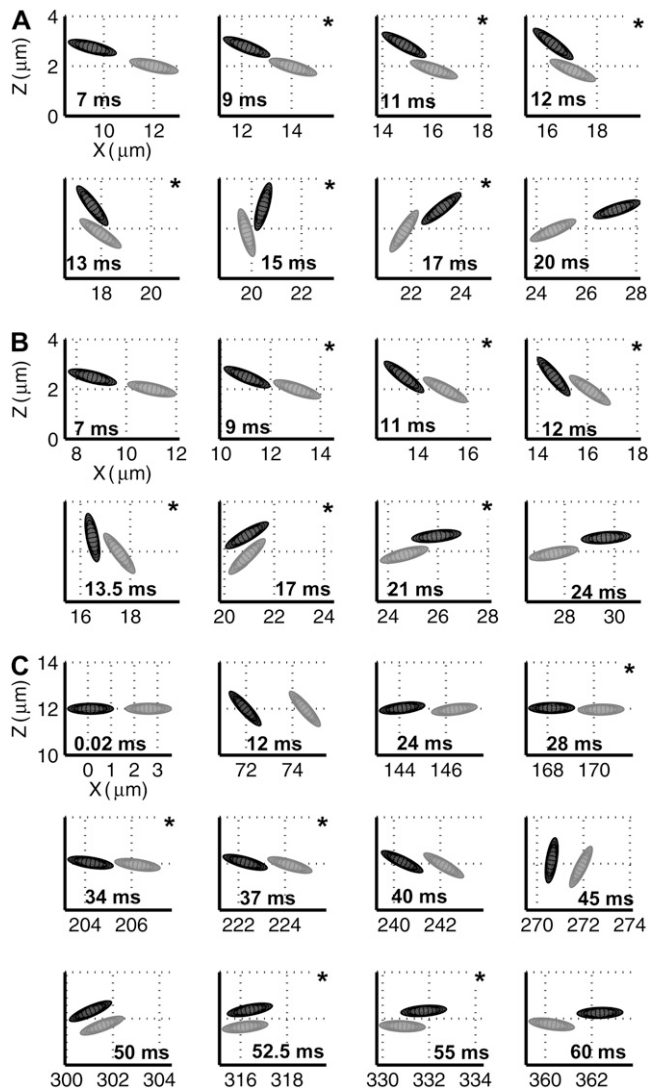 A
Z (μm)
4
2
0
10 12
X (μm)
7 ms
*
12 14
9 ms
*
14 16 18
11 ms
*
16 18
12 ms
*
18 20
13 ms
*
20 22
15 ms
*
22 24
17 ms
24 26 28
20 ms
B
Z (μm)
4
2
0
8 10 12
X (μm)
7 ms
*
10 12 14
9 ms
*
14 16
11 ms
*
14 16 18
12 ms
*
16 18
13.5 ms
*
20 22 24
17 ms
*
24 26 28
21 ms
28 30
24 ms
C
Z (μm)
14
12
10
0 1 2 3
X (μm)
0.02 ms
72 74
12 ms
144 146
24 ms
*
168 170
28 ms
*
204 206
34 ms
*
222 224
37 ms
240 242
40 ms
270 272 274
45 ms
300 302 304
50 ms
*
316 318
52.5 ms
*
330 332 334
55 ms
360 362
60 ms